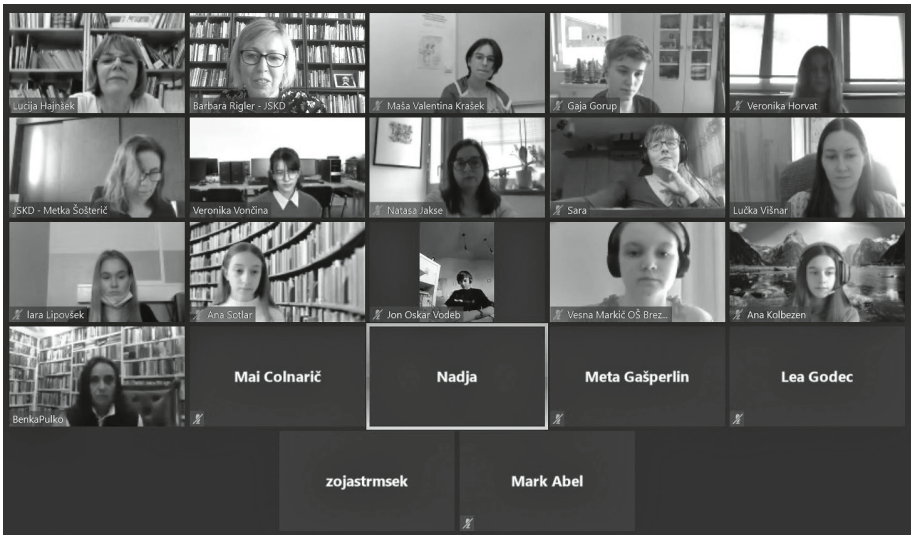 Lucija Hajnšek
Barbara Rigler - JSKD
Maša Valentina Krašek
Gaja Gorup
Veronika Horvat
JSKD - Metka Šošterič
Veronika Vončina
Natasa Jakse
Sara
Lučka Višnar
lara Lipovšek
Ana Sotlar
Jon Oskar Vodeb
Vesna Markič OŠ Brez...
Ana Kolbezen
BenkaPulko
Mai Colnarič
Nadja
Meta Gašperlin
Lea Godec
zojastrmsek
Mark Abel